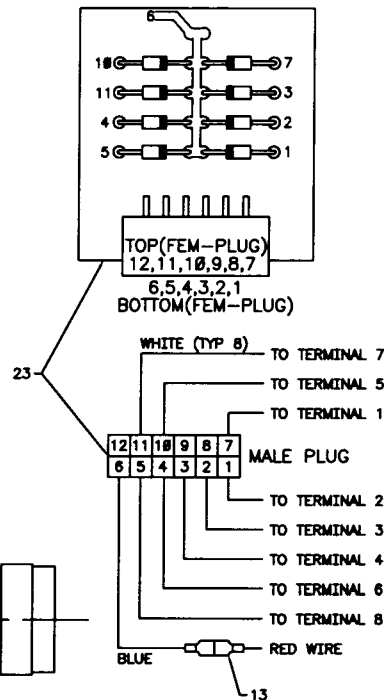 6
10 7
11 3
4 2
5 1
TOP(FEM-PLUG)
12,11,10,9,8,7
6,5,4,3,2,1
BOTTOM(FEM-PLUG)
WHITE (TYP 8)
TO TERMINAL 7
23
TO TERMINAL 5
TO TERMINAL 1
12 11 10 9 8 7
6 5 4 3 2 1
MALE PLUG
TO TERMINAL 2
TO TERMINAL 3
TO TERMINAL 4
TO TERMINAL 6
TO TERMINAL 8
BLUE
RED WIRE
13